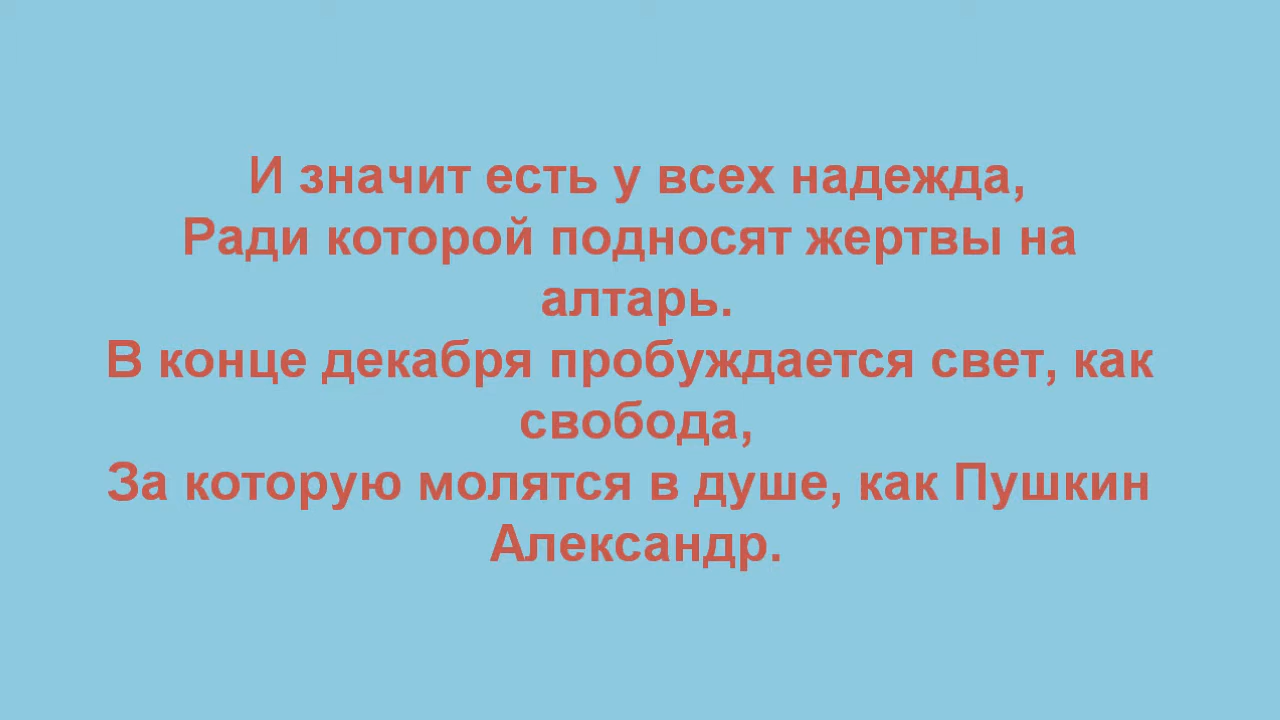 И значит есть у всех надежда,
Ради которой подносят жертвы на
алтарь.
В конце декабря пробуждается свет, как
свобода,
За которую молятся в душе, как Пушкин
Александр.